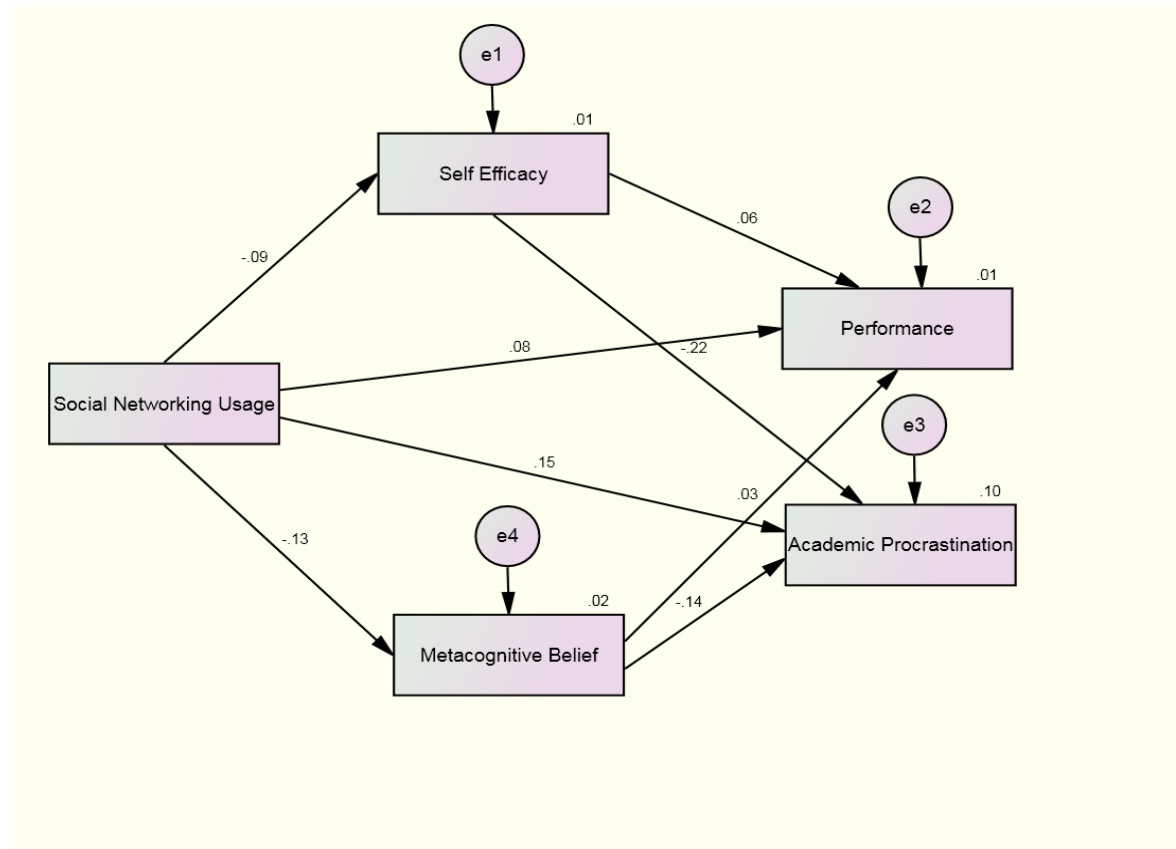 e1
.01
Self Efficacy
e2
.06
.01
-.09
Performance
.08
-.22
Social Networking Usage
e3
.15
.10
.03
e4
-.13
Academic Procrastination
.02
-.14
Metacognitive Belief